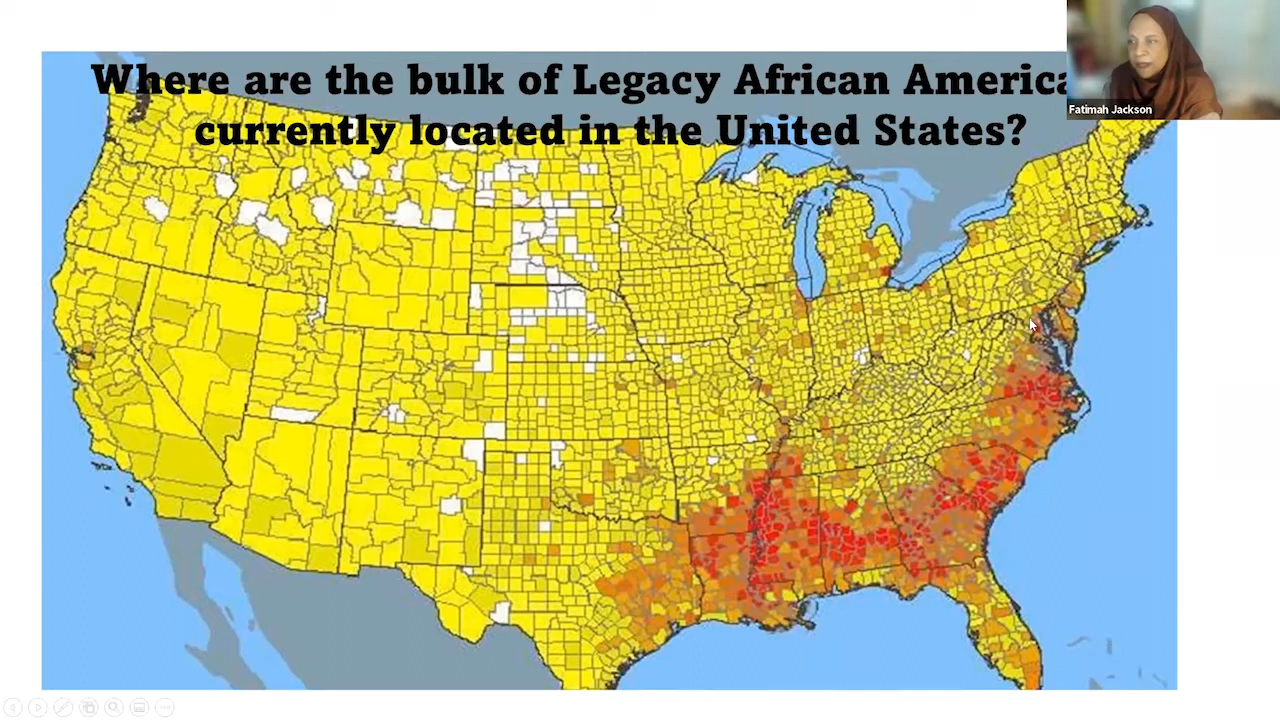 Where are the bulk of Legacy African America
currently located in the United States?
Fatimah Jackson